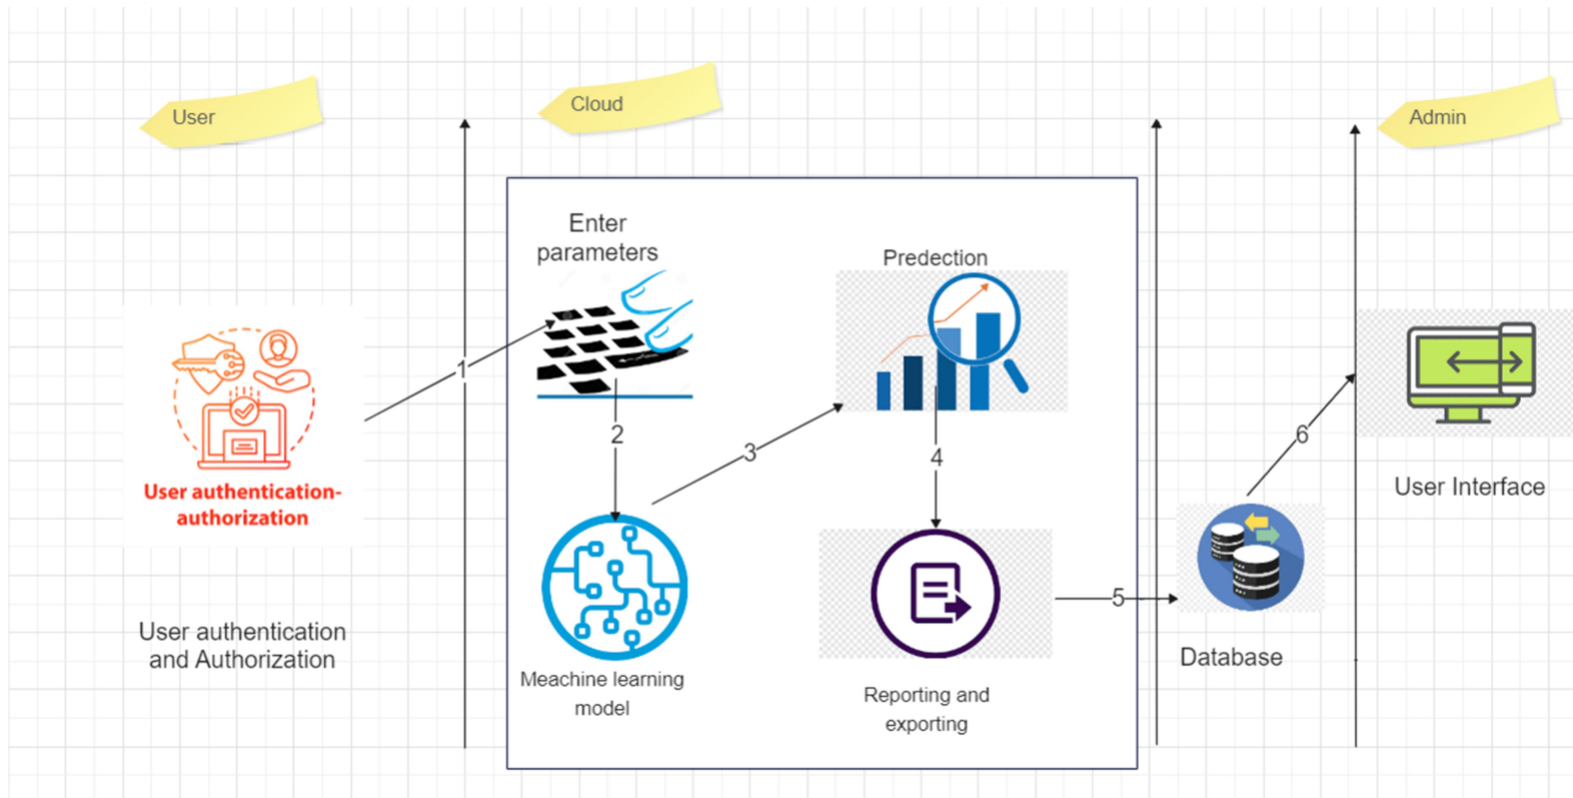 User
Cloud
Admin
Enter
parameters
Predection
1
2
3
4
5
6
User authentication-
authorization
User authentication
and Authorization
Meachine learning
model
Reporting and
exporting
Database
User Interface